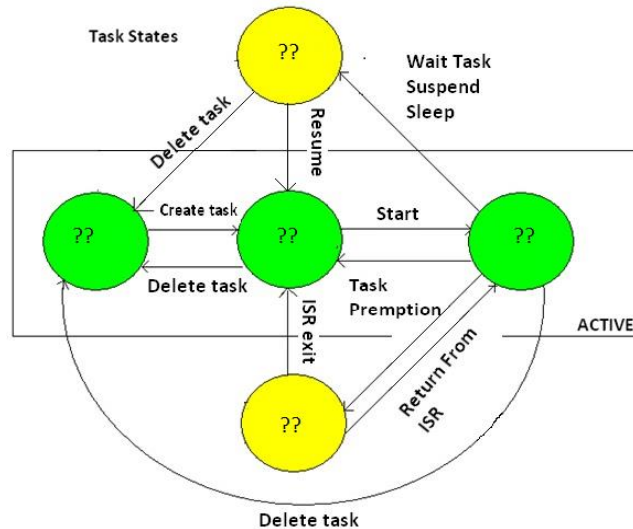 Task States
??
Wait Task
Suspend
Sleep
Delete task
Resume
??
Create task
??
Start
??
Delete task
Task
Premption
ISR exit
ACTIVE
Return From
ISR
??
Delete task